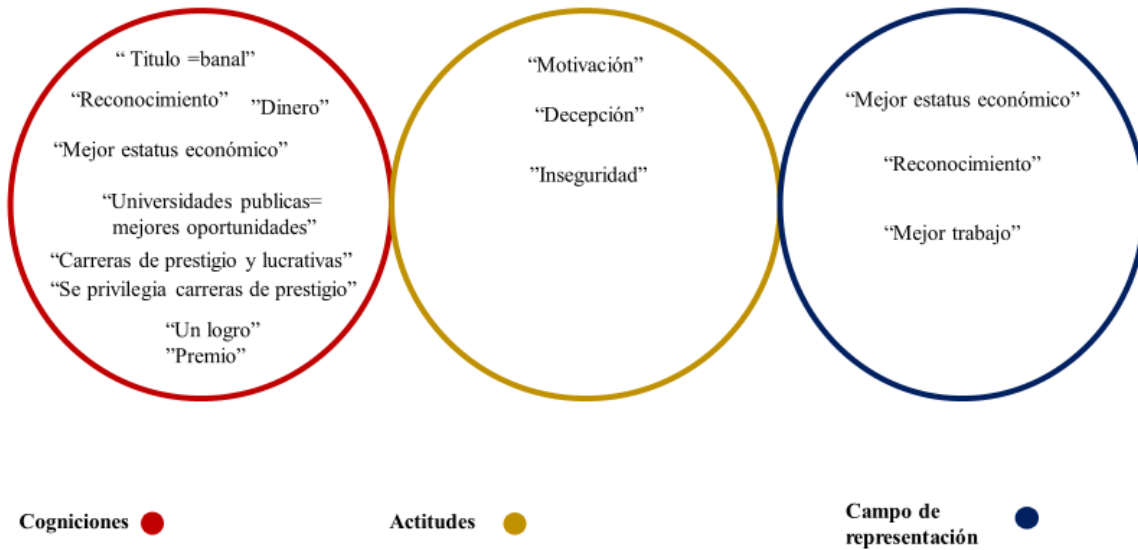 “ Titulo =banal”
“Reconocimiento”
”Dinero”
“Mejor estatus económico”
“Universidades publicas=
mejores oportunidades”
“Carreras de prestigio y lucrativas”
“Se privilegia carreras de prestigio”
“Un logro”
”Premio”
“Motivación”
“Decepción”
”Inseguridad”
“Mejor estatus económico”
“Reconocimiento”
“Mejor trabajo”
Cogniciones
Actitudes
Campo de
representación